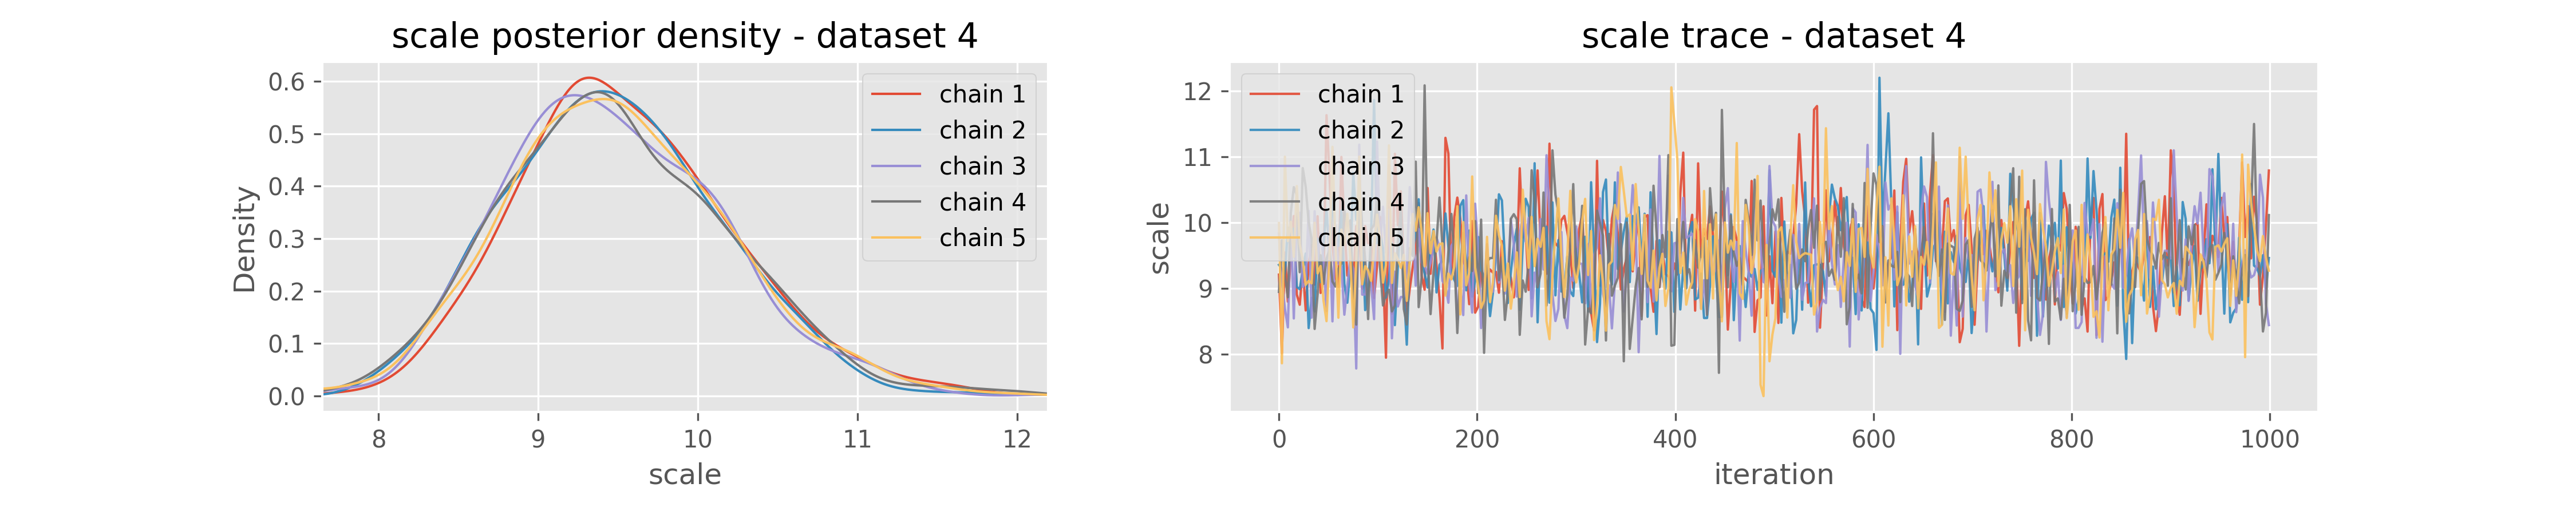 scale posterior density - dataset 4
0.6
0.5
0.4
0.3
0.2
0.1
0.0
Density
8 9 10 11 12
scale
chain 1
chain 2
chain 3
chain 4
chain 5
scale trace - dataset 4
12
11
10
9
8
scale
0 200 400 600 800 1000
iteration
chain 1
chain 2
chain 3
chain 4
chain 5